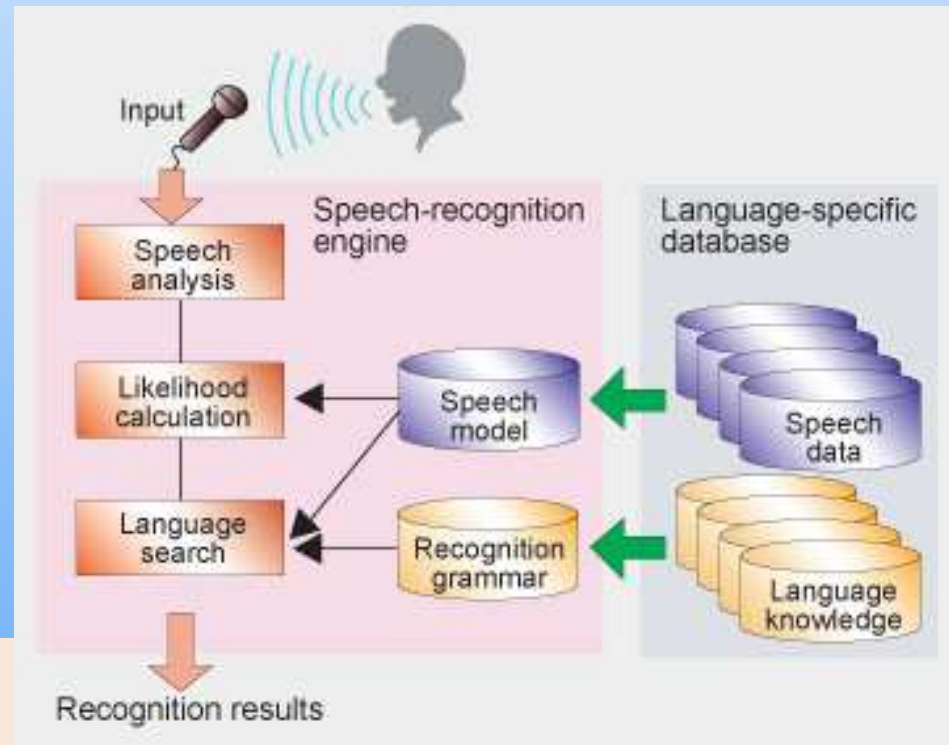 Input
Speech-recognition
engine
Language-specific
database
Speech
analysis
Likelihood
calculation
Speech
model
Speech
data
Language
search
Recognition
grammar
Language
knowledge
Recognition results